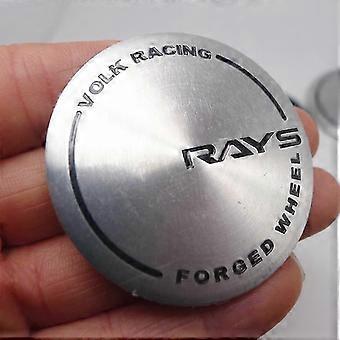 VOLK RACING
RAYS
FORGED WHEEL